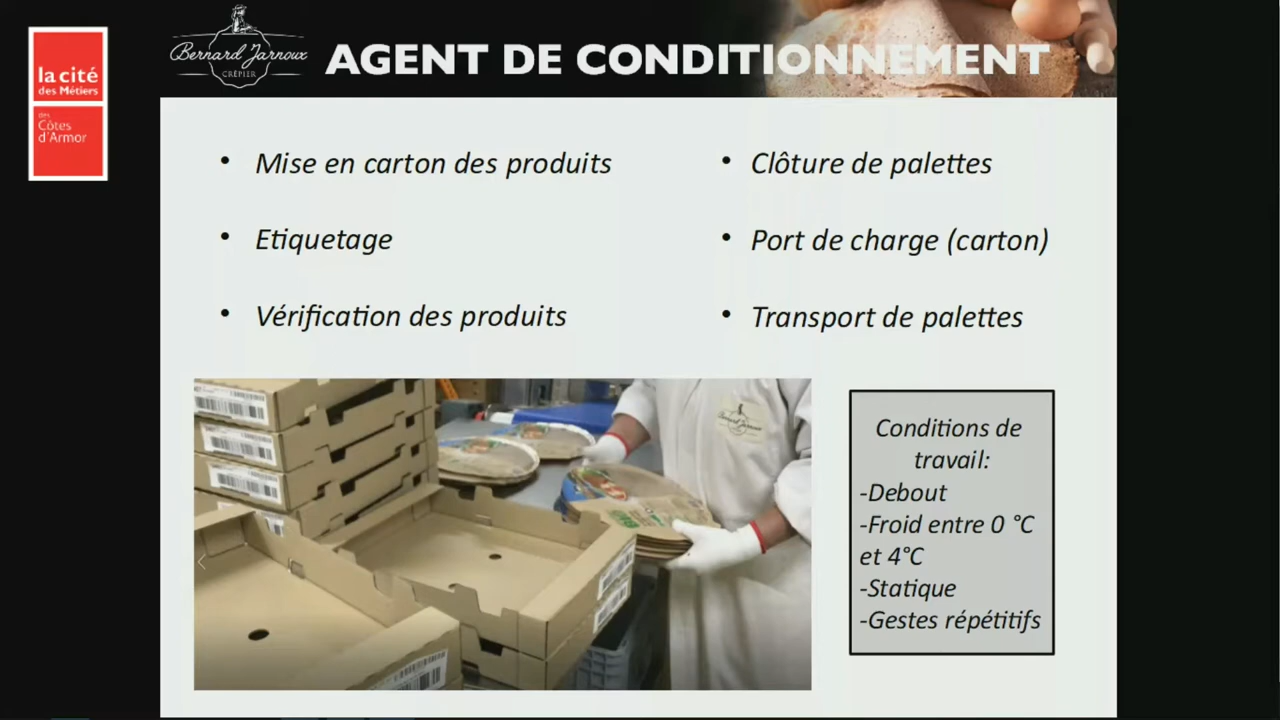 la cité
des Métiers
des
Côtes
d'Armor
Bernard Jarnoux
CRÊPIER
AGENT DE CONDITIONNEMENT
• Mise en carton des produits
• Etiquetage
• Vérification des produits
• Clôture de palettes
• Port de charge (carton)
• Transport de palettes
Bernard Jarnoux
Conditions de
travail:
-Debout
-Froid entre 0 °C
et 4°C
-Statique
-Gestes répétitifs